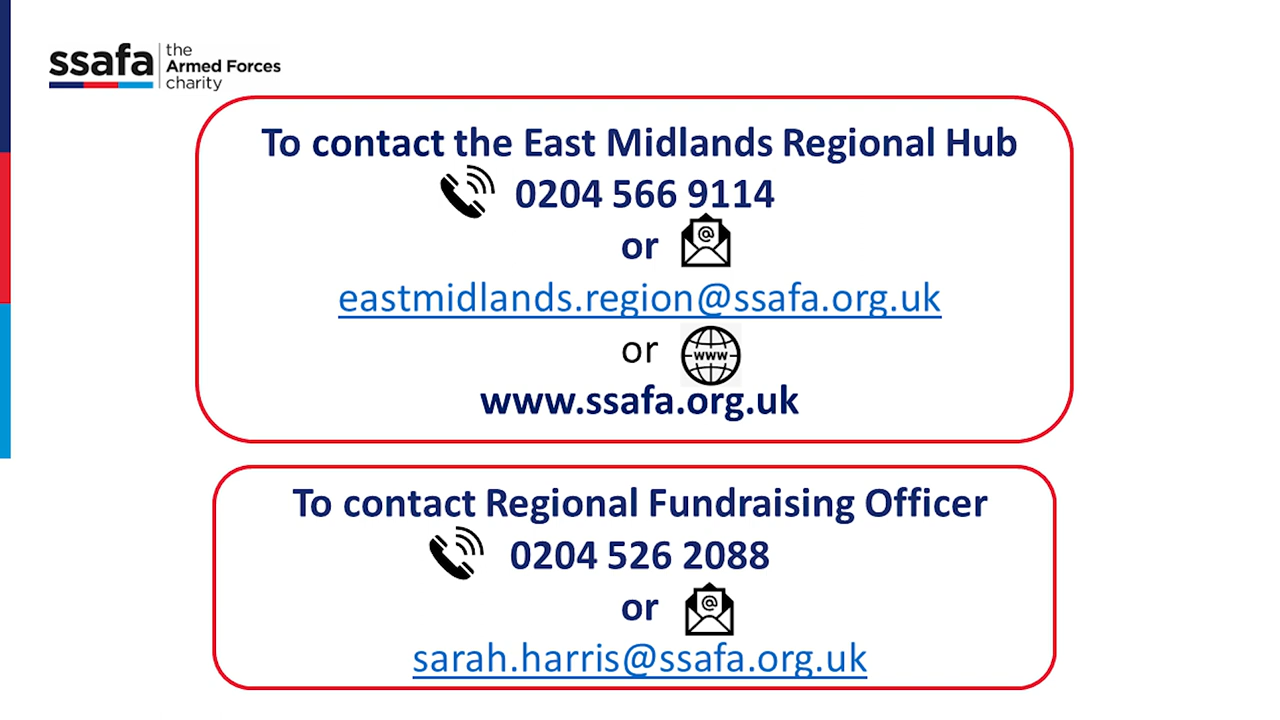 ssafa the Armed Forces charity
To contact the East Midlands Regional Hub
0204 566 9114
or @
eastmidlands.region@ssafa.org.uk
or www
www.ssafa.org.uk
To contact Regional Fundraising Officer
0204 526 2088
or @
sarah.harris@ssafa.org.uk